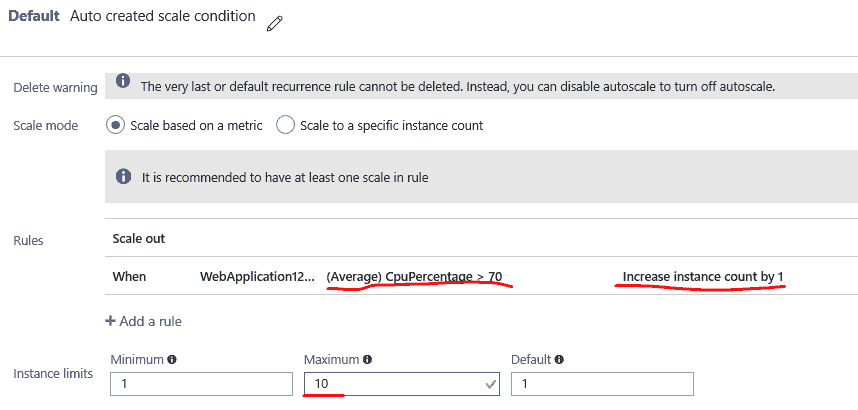 Default Auto created scale condition
Delete warning
The very last or default recurrence rule cannot be deleted. Instead, you can disable autoscale to turn off autoscale.
Scale mode
Scale based on a metric
Scale to a specific instance count
It is recommended to have at least one scale in rule
Rules
Scale out
When WebApplication12... (Average) CpuPercentage > 70 Increase instance count by 1
+ Add a rule
Minimum Maximum Default
Instance limits
1 10 1